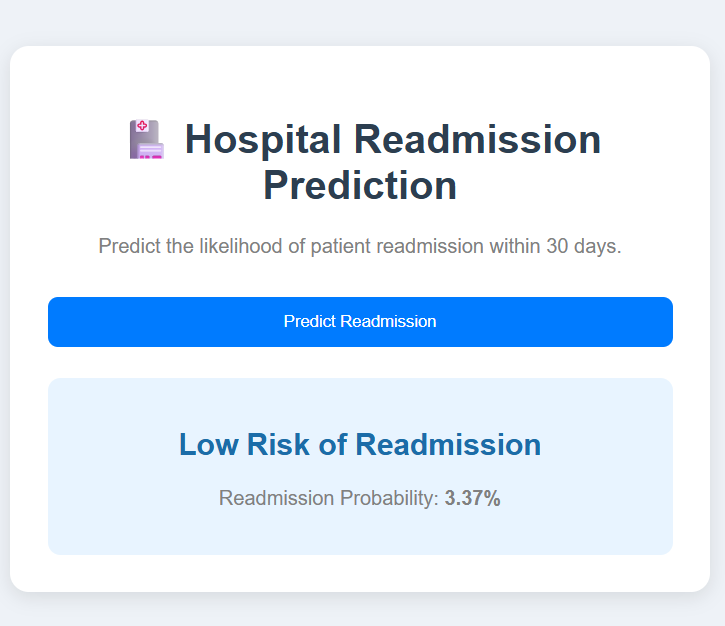 Hospital Readmission
Prediction
Predict the likelihood of patient readmission within 30 days.
Predict Readmission
Low Risk of Readmission
Readmission Probability: 3.37%